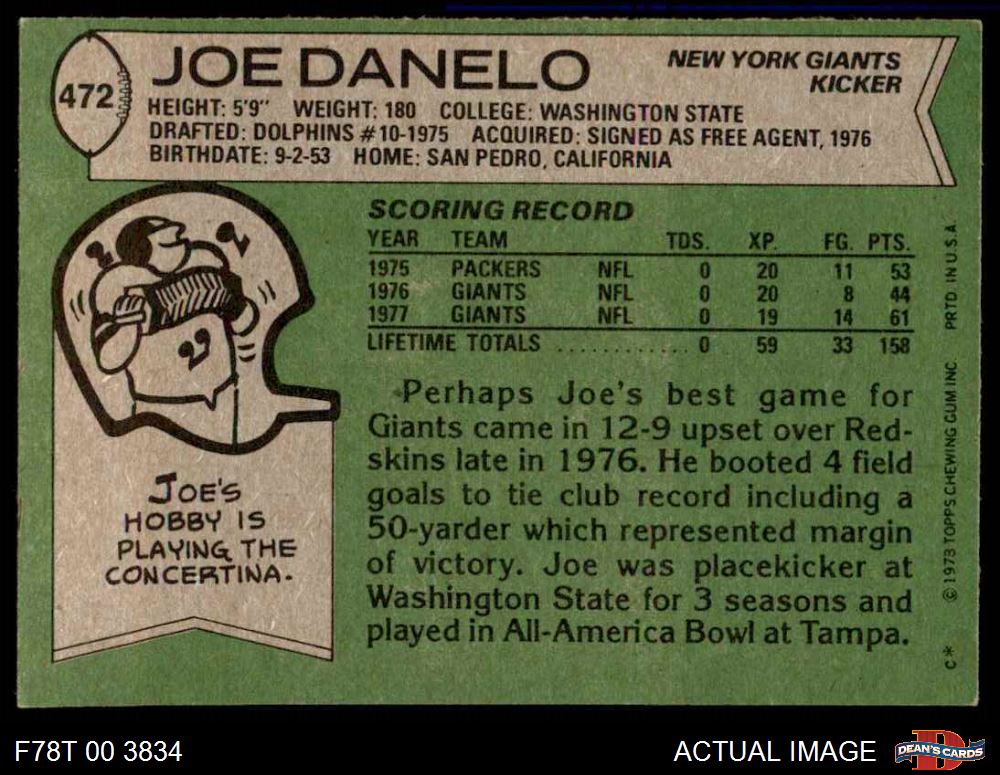 472
JOE DANELO
NEW YORK GIANTS
KICKER
HEIGHT: 5'9" WEIGHT: 180 COLLEGE: WASHINGTON STATE
DRAFTED: DOLPHINS #10-1975 ACQUIRED: SIGNED AS FREE AGENT, 1976
BIRTHDATE: 9-2-53 HOME: SAN PEDRO, CALIFORNIA
2 2
29
JOE'S
HOBBY IS
PLAYING THE
CONCERTINA.
SCORING RECORD
YEAR TEAM TDS. XP. FG. PTS.
1975 PACKERS NFL 0 20 11 53
1976 GIANTS NFL 0 20 8 44
1977 GIANTS NFL 0 19 14 61
LIFETIME TOTALS ............ 0 59 33 158
Perhaps Joe's best game for
Giants came in 12-9 upset over Red-
skins late in 1976. He booted 4 field
goals to tie club record including a
50-yarder which represented margin
of victory. Joe was placekicker at
Washington State for 3 seasons and
played in All-America Bowl at Tampa.
C* © 1973 TOPPS CHEWING GUM INC. PRTD. IN U.S.A.
F78T 00 3834
ACTUAL IMAGE
D
DEAN'S CARDS